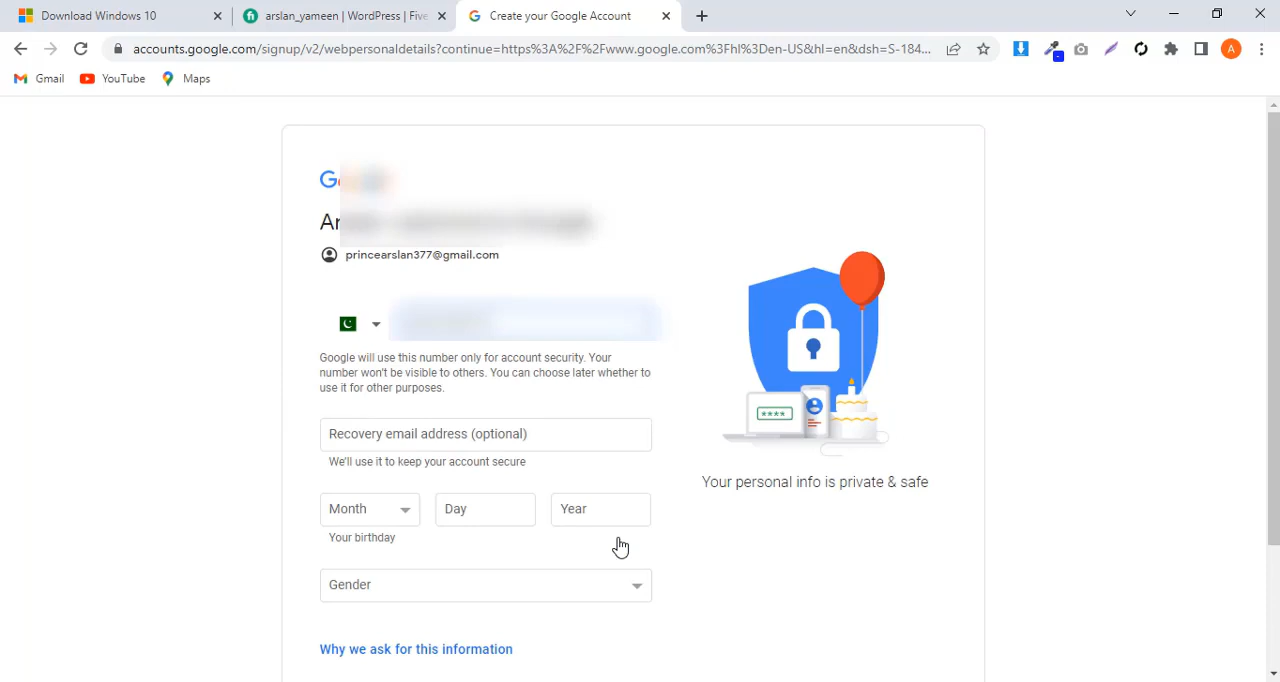 Download Windows 10
arslan_yameen | WordPress | Five
Create your Google Account
accounts.google.com/signup/v2/webpersonaldetails?continue=https%3A%2F%2Fwww.google.com%3Fhl%3Den-US&hl=en&dsh=S-184...
A
Gmail
YouTube
Maps
princearslan377@gmail.com
Google will use this number only for account security. Your
number won't be visible to others. You can choose later whether to
use it for other purposes.
Recovery email address (optional)
We'll use it to keep your account secure
Month
Day
Year
Your birthday
Gender
Why we ask for this information
****
Your personal info is private & safe